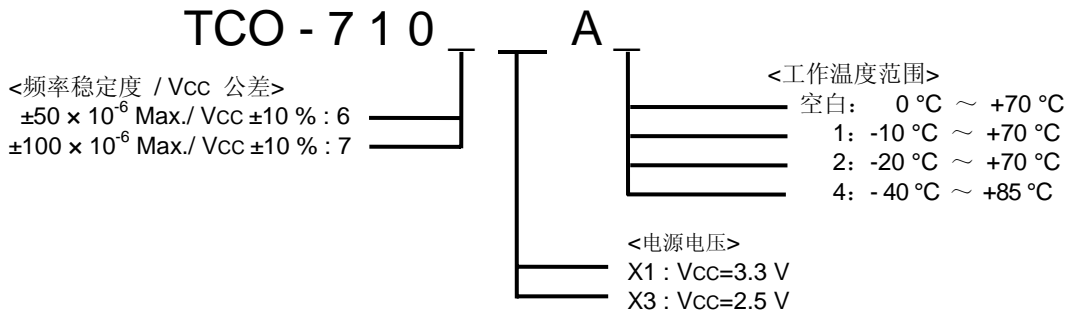 TCO - 7 1 0 _ _ A _
<频率稳定度 / VCC 公差>
±50 × 10-6 Max./ VCC ±10 % : 6
±100 × 10-6 Max./ VCC ±10 % : 7
<工作温度范围>
空白: 0 °C ～ +70 °C
1: -10 °C ～ +70 °C
2: -20 °C ～ +70 °C
4: - 40 °C ～ +85 °C
<电源电压>
X1 : VCC=3.3 V
X3 : VCC=2.5 V